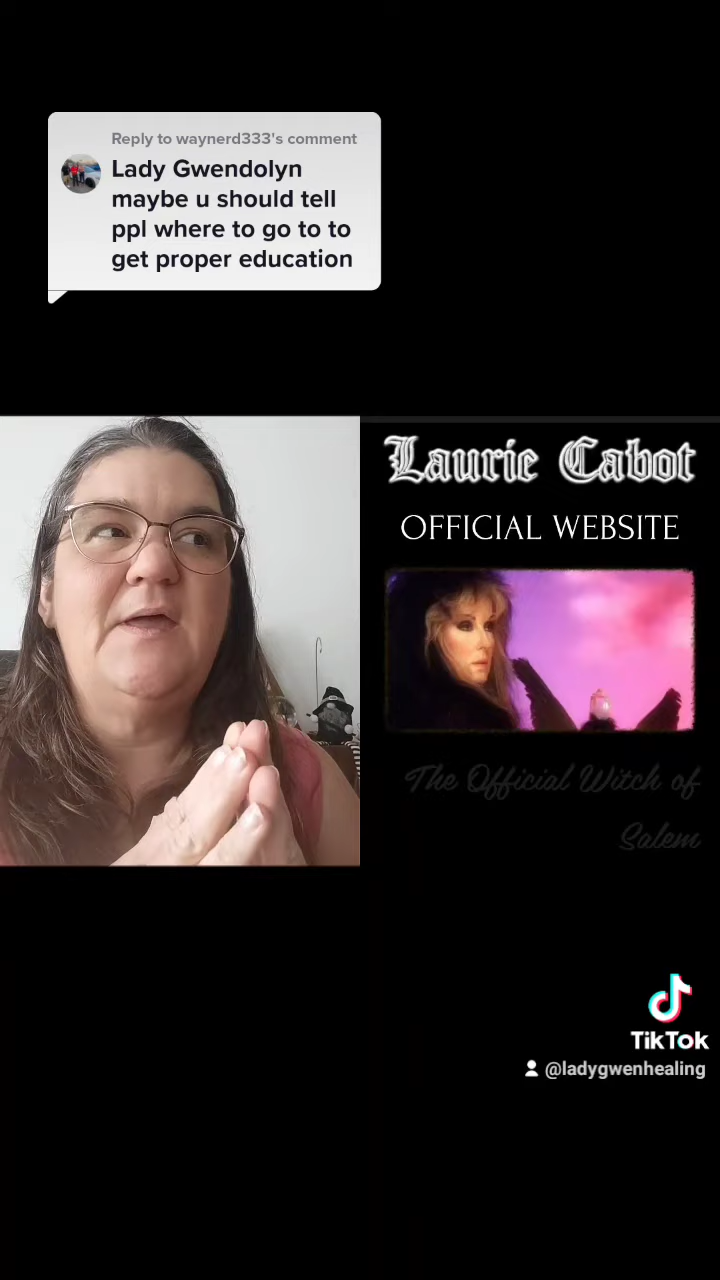 Reply to waynerd333's comment
Lady Gwendolyn
maybe u should tell
ppl where to go to to
get proper education
Laurie Cabot
OFFICIAL WEBSITE
The Official Witch of
Salem
TikTok
@ladygwenhealing